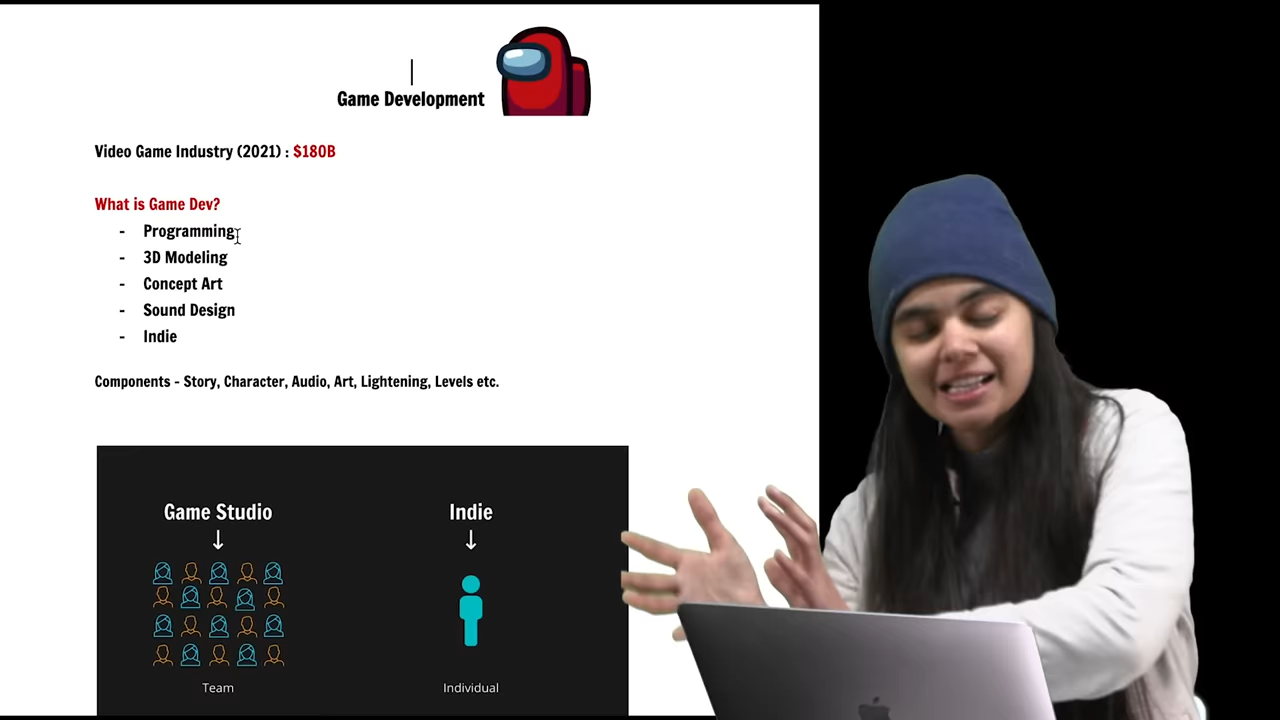 Game Development
Video Game Industry (2021) : $180B
What is Game Dev?
- Programming
- 3D Modeling
- Concept Art
- Sound Design
- Indie
Components - Story, Character, Audio, Art, Lightening, Levels etc.
Game Studio
Indie
Team
Individual